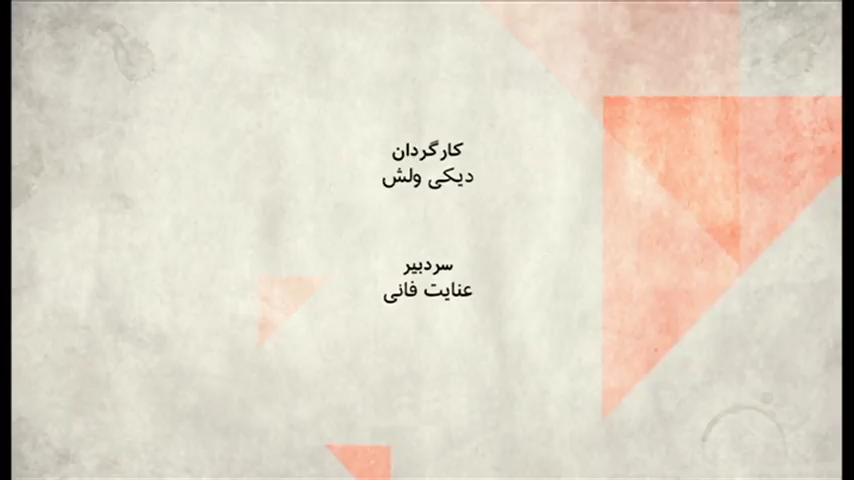 کارگردان
دیکی ولش
سردبیر
عنایت فانی